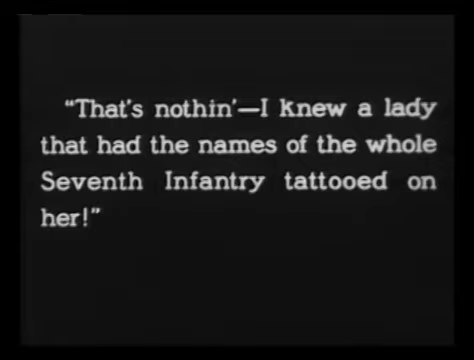 “That's nothin'—I knew a lady
that had the names of the whole
Seventh Infantry tattooed on
her!”